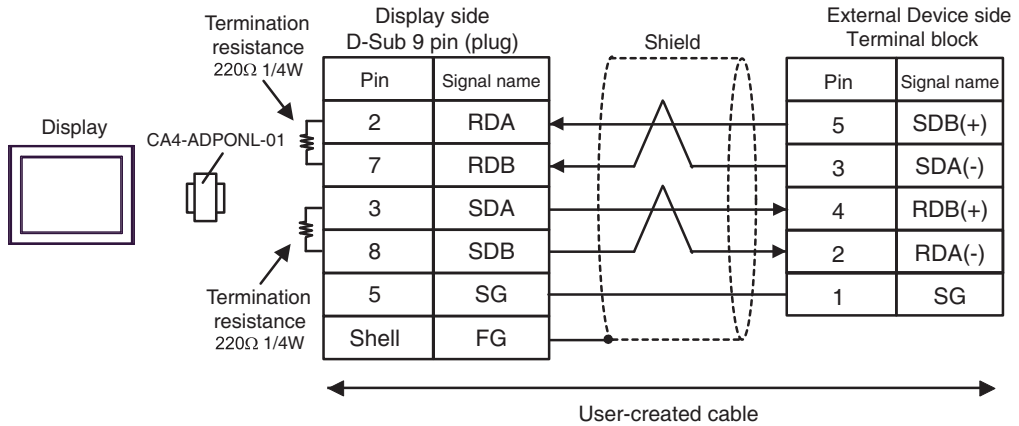 Termination
resistance
220Ω 1/4W
Display side
D-Sub 9 pin (plug)
Shield
External Device side
Terminal block
Display
CA4-ADPONL-01
Pin Signal name
2 RDA
7 RDB
3 SDA
8 SDB
5 SG
Shell FG
Pin Signal name
5 SDB(+)
3 SDA(-)
4 RDB(+)
2 RDA(-)
1 SG
Termination
resistance
220Ω 1/4W
User-created cable